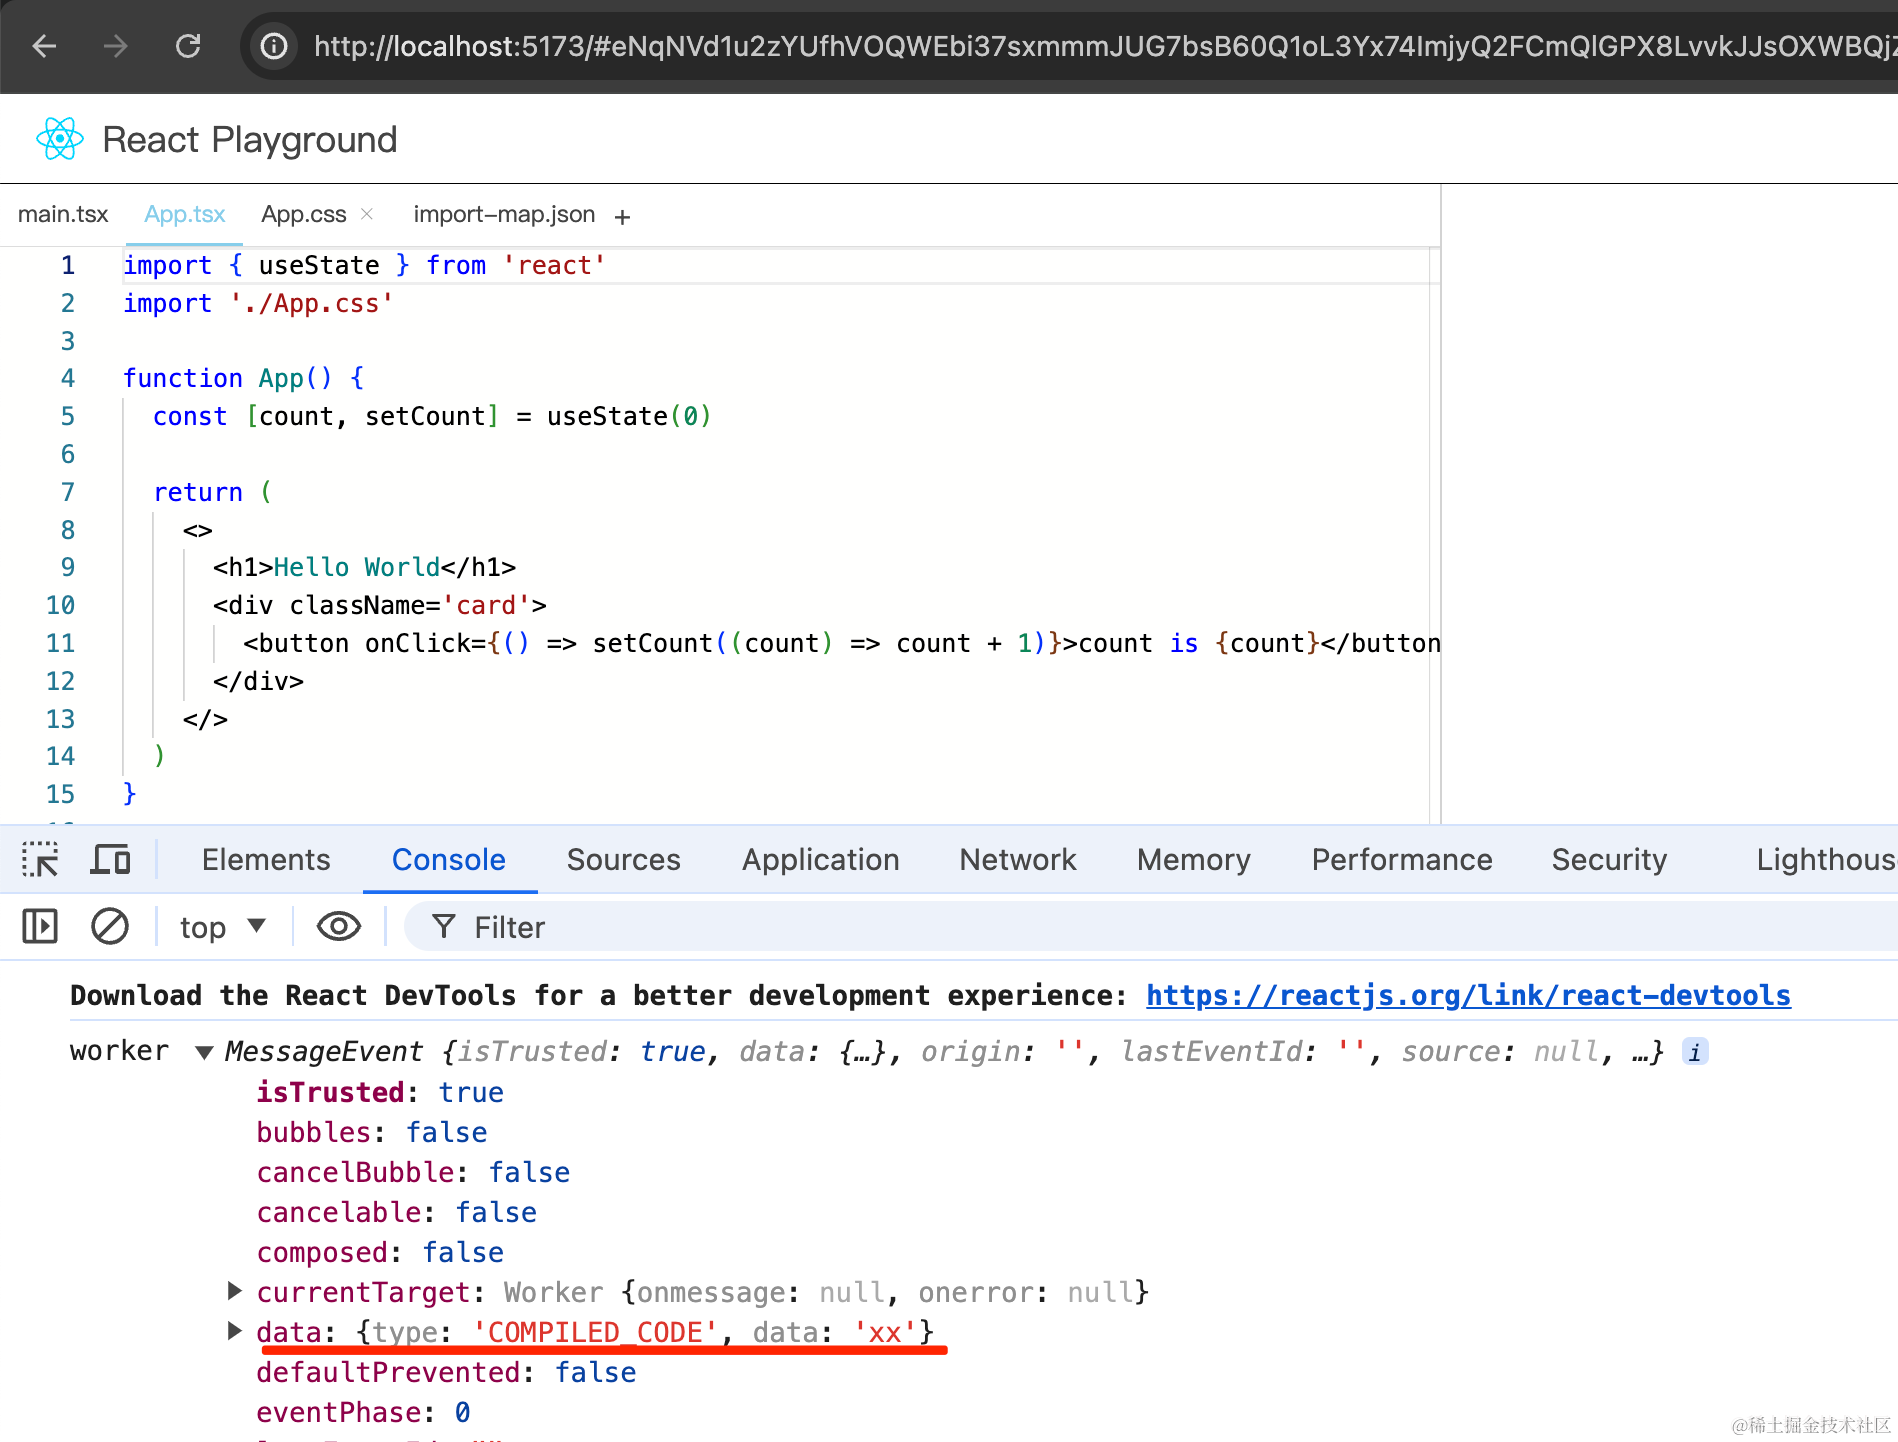 http://localhost:5173/#eNqNVd1u2zYUfhVOQWEbi37sxmmmJUG7bsB60Q1oL3Yx74ImjyQ2FCmQlGPX8LvvkJJsOXWBQj
React Playground
main.tsx App.tsx App.css × import-map.json +
1 import { useState } from 'react'
2 import './App.css'
3
4 function App() {
5 const [count, setCount] = useState(0)
6
7 return (
8 <>
9 <h1>Hello World</h1>
10 <div className='card'>
11 <button onClick={() => setCount((count) => count + 1)}>count is {count}</button
12 </div>
13 </>
14 )
15 }
Elements Console Sources Application Network Memory Performance Security Lighthous
top Filter
Download the React DevTools for a better development experience: https://reactjs.org/link/react-devtools
worker MessageEvent {isTrusted: true, data: {…}, origin: '', lastEventId: '', source: null, …} i
isTrusted: true
bubbles: false
cancelBubble: false
cancelable: false
composed: false
currentTarget: Worker {onmessage: null, onerror: null}
data: {type: 'COMPILED_CODE', data: 'xx'}
defaultPrevented: false
eventPhase: 0
@稀土掘金技术社区